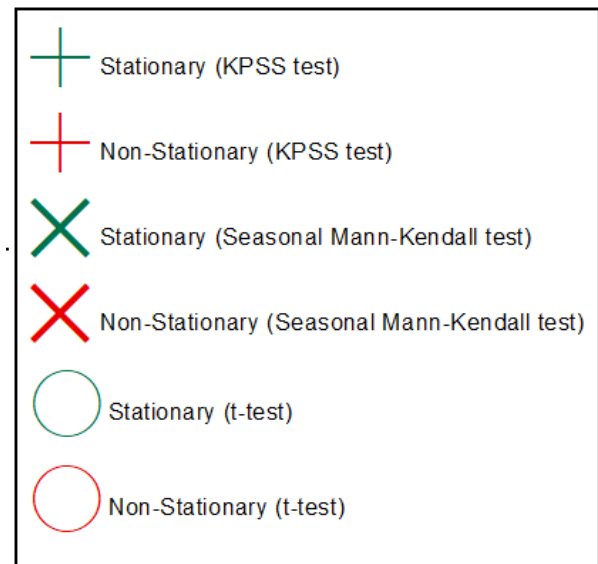 Stationary (KPSS test)
Non-Stationary (KPSS test)
Stationary (Seasonal Mann-Kendall test)
Non-Stationary (Seasonal Mann-Kendall test)
Stationary (t-test)
Non-Stationary (t-test)